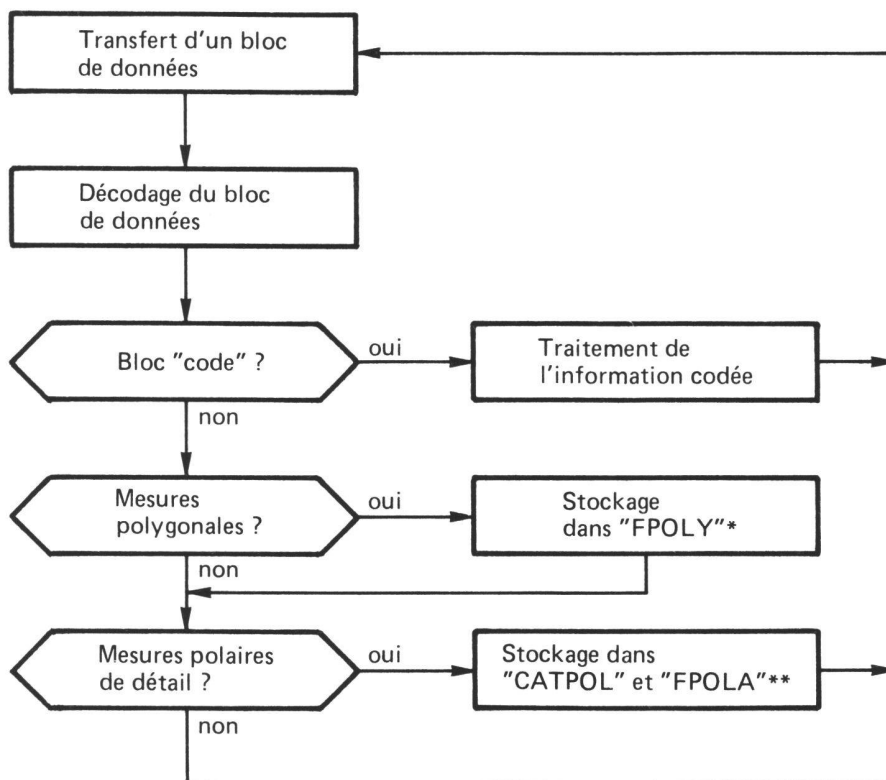 Transfert d'un bloc
de données
Décodage du bloc
de données
Bloc "code" ?
oui
Traitement de
l'information codée
non
Mesures
polygonales ?
oui
Stockage
dans "FPOLY"*
non
Mesures polaires
de détail ?
oui
Stockage dans
"CATPOL" et "FPOLA"**
non